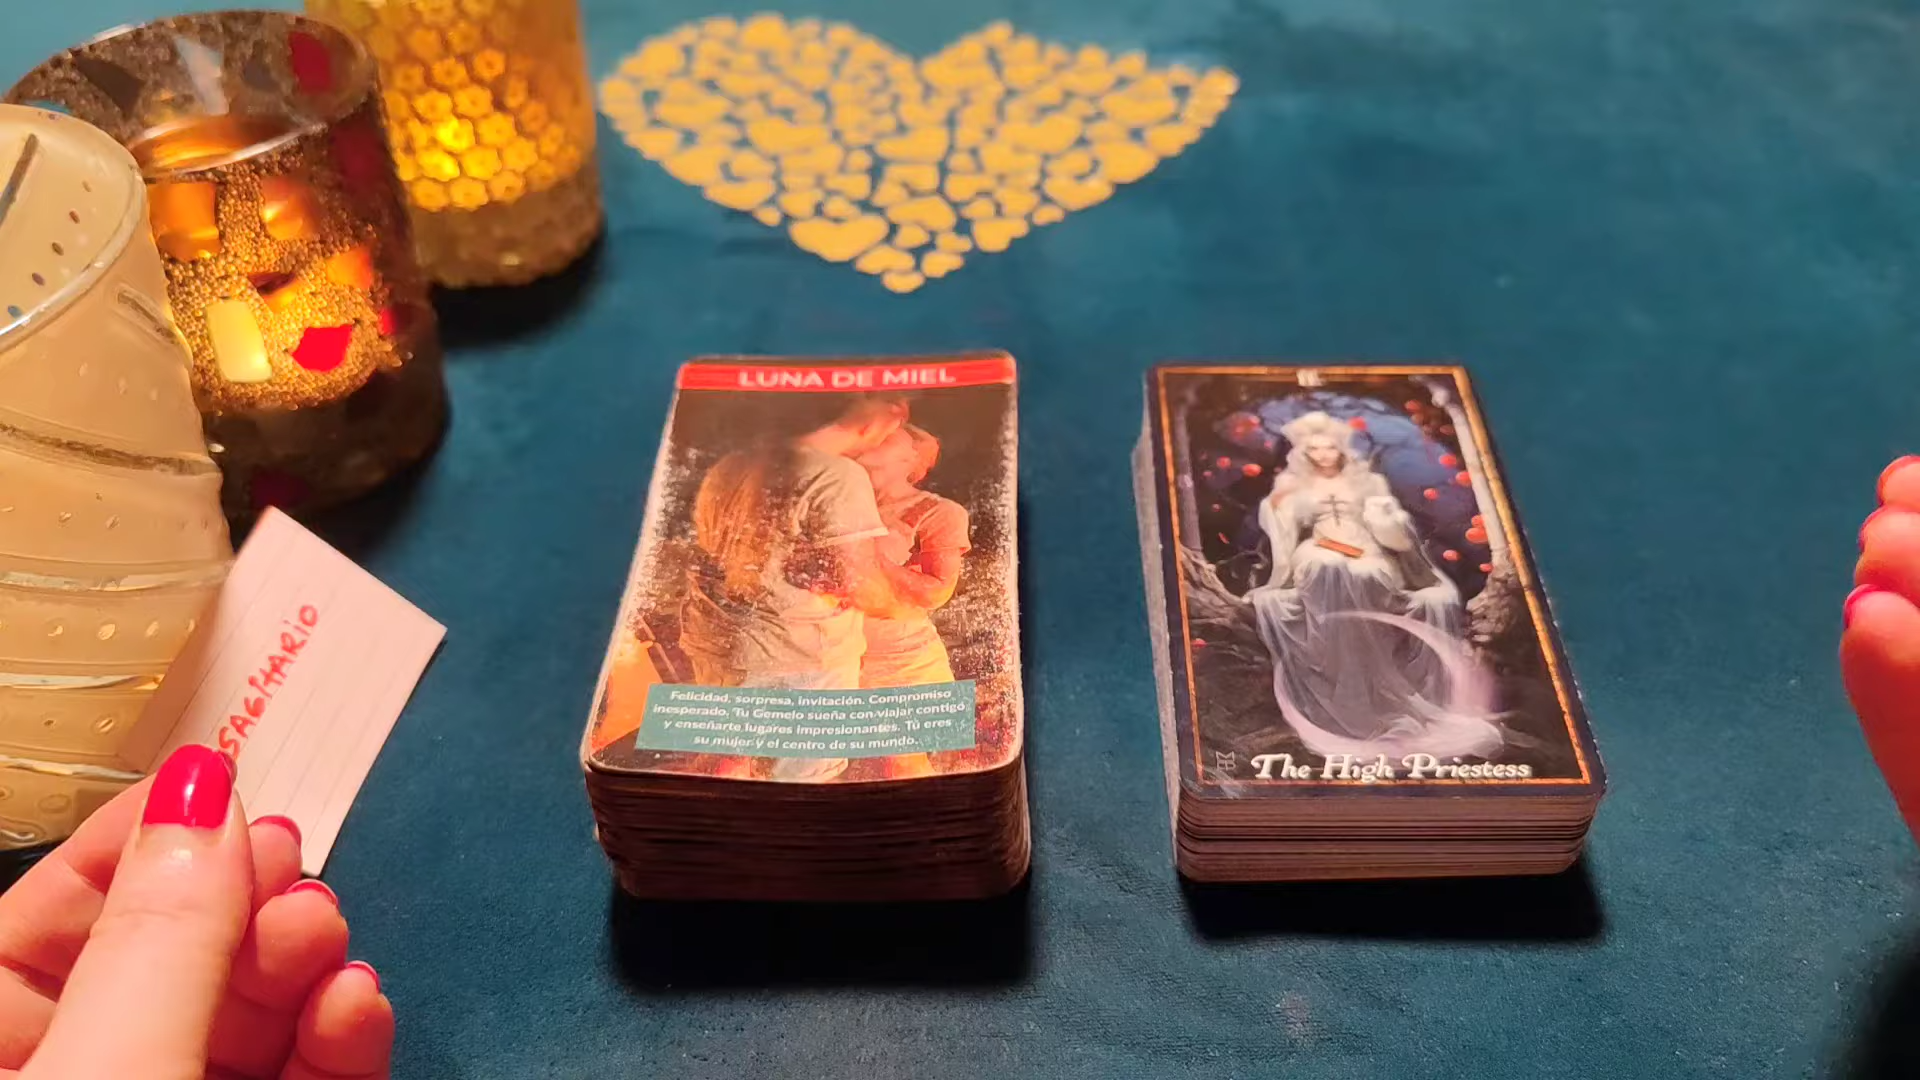 LUNA DE MIEL
Felicidad, sorpresa, invitación. Compromiso
inesperado. Tu Gemelo sueña con viajar contigo
y enseñarte lugares impresionantes. Tú eres
su mujer y el centro de su mundo.
II
The High Priestess
SAGITARIO